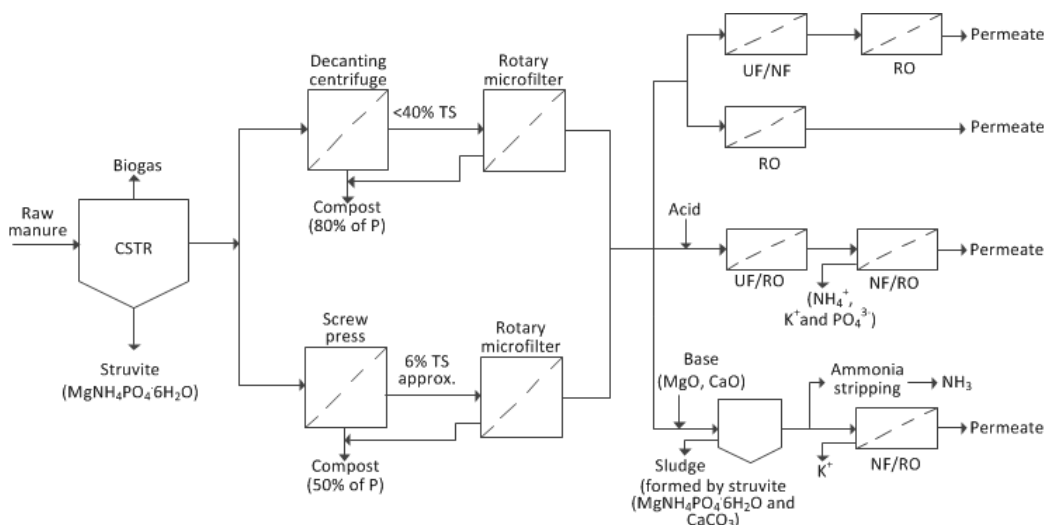 Raw
manure
Biogas
CSTR
Struvite
(MgNH₄PO₄·6H₂O)
Decanting
centrifuge
<40% TS
Rotary
microfilter
Compost
(80% of P)
Screw
press
6% TS
approx.
Rotary
microfilter
Compost
(50% of P)
UF/NF
RO
Permeate
RO
Permeate
Acid
UF/RO
NF/RO
Permeate
(NH₄⁺,
K⁺and PO₄³⁻)
Base
(MgO, CaO)
Sludge
(formed by struvite
(MgNH₄PO₄·6H₂O and
CaCO₃)
Ammonia
stripping
NH₃
K⁺
NF/RO
Permeate